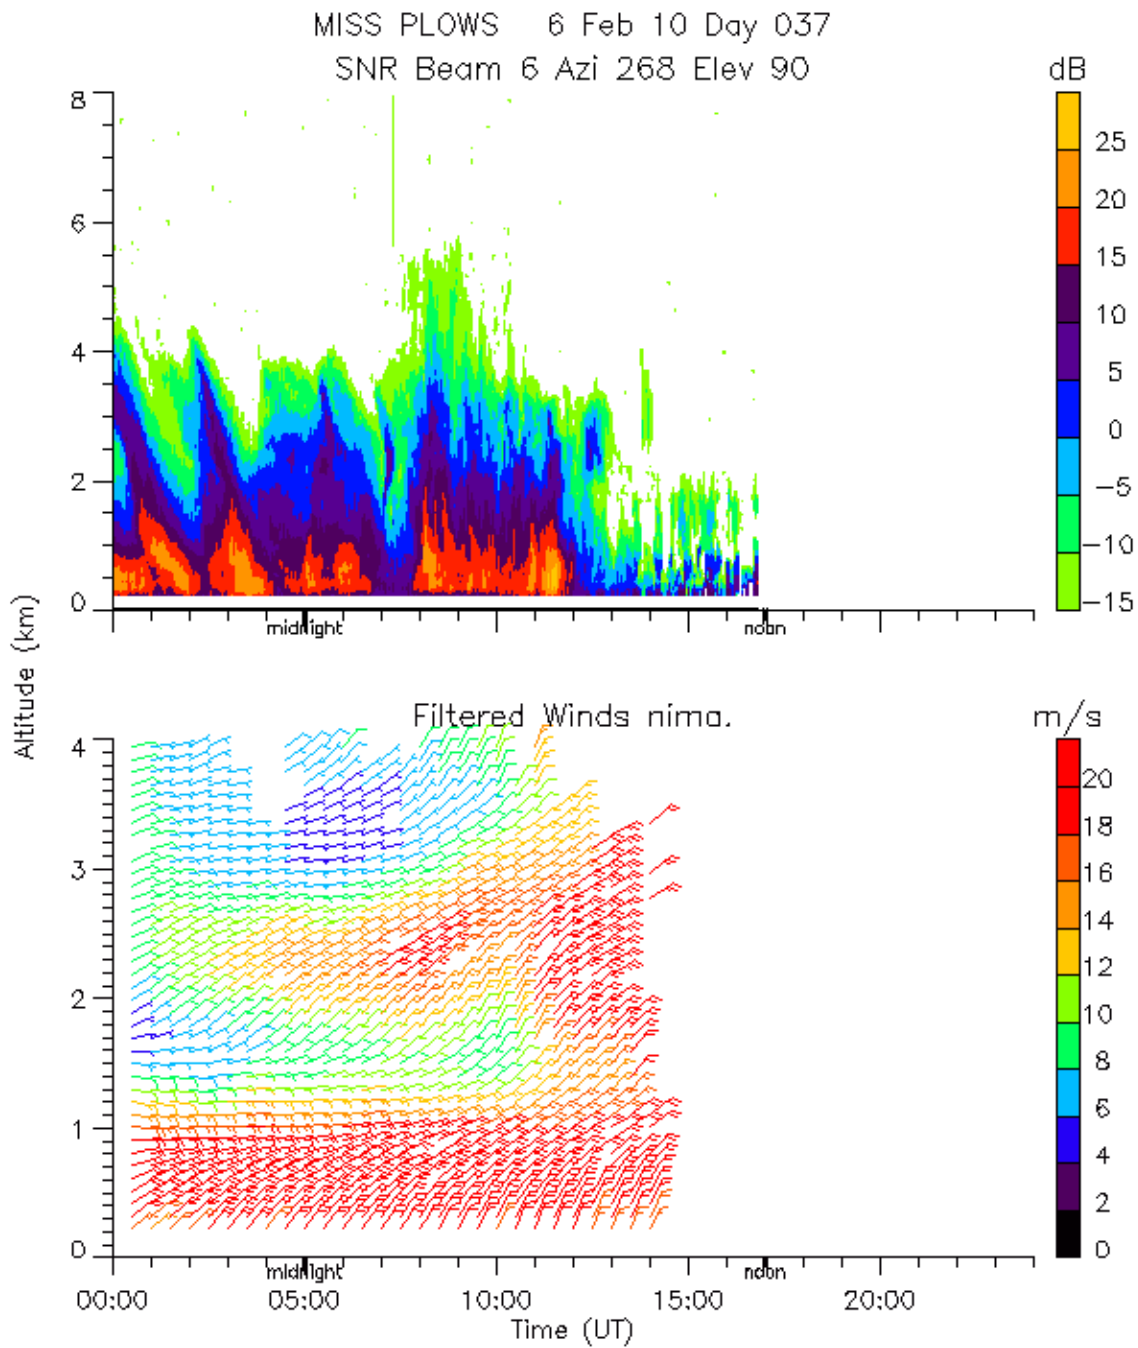 MISS PLOWS 6 Feb 10 Day 037
SNR Beam 6 Azi 268 Elev 90
dB
8
6
4
2
0
25
20
15
10
5
0
-5
-10
-15
midnight
noon
Altitude (km)
Filtered Winds nima.
m/s
4
3
2
1
0
20
18
16
14
12
10
8
6
4
2
0
midnight
noon
00:00 05:00 10:00 15:00 20:00
Time (UT)